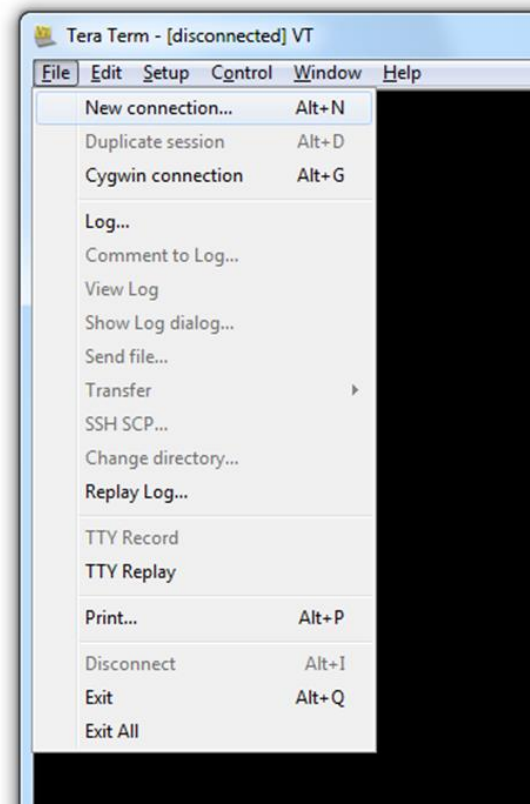 Tera Term - [disconnected] VT
File Edit Setup Control Window Help
New connection... Alt+N
Duplicate session Alt+D
Cygwin connection Alt+G
Log...
Comment to Log...
View Log
Show Log dialog...
Send file...
Transfer
SSH SCP...
Change directory...
Replay Log...
TTY Record
TTY Replay
Print... Alt+P
Disconnect Alt+I
Exit Alt+Q
Exit All